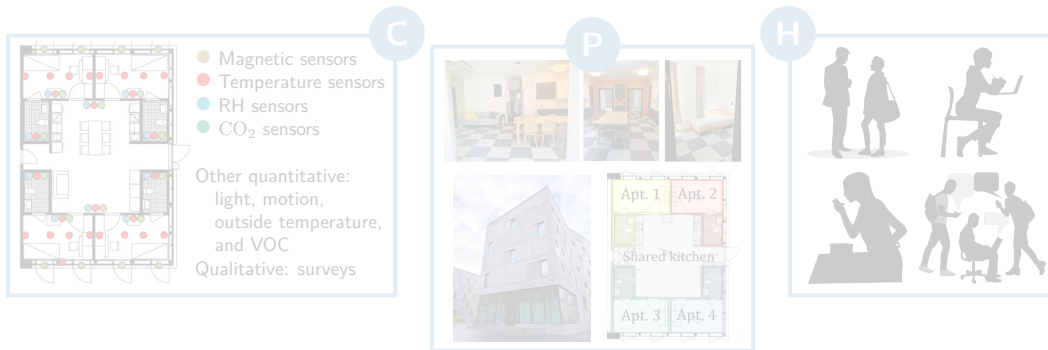 C
Magnetic sensors
Temperature sensors
RH sensors
CO₂ sensors
Other quantitative:
light, motion,
outside temperature,
and VOC
Qualitative: surveys
P
Apt. 1
Apt. 2
Shared kitchen
Apt. 3
Apt. 4
H